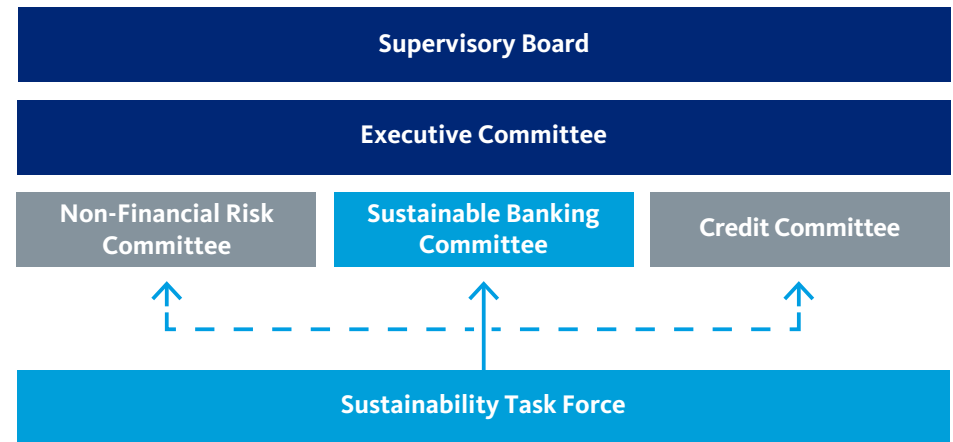 Supervisory Board
Executive Committee
Non-Financial Risk
Committee
Sustainable Banking
Committee
Credit Committee
Sustainability Task Force